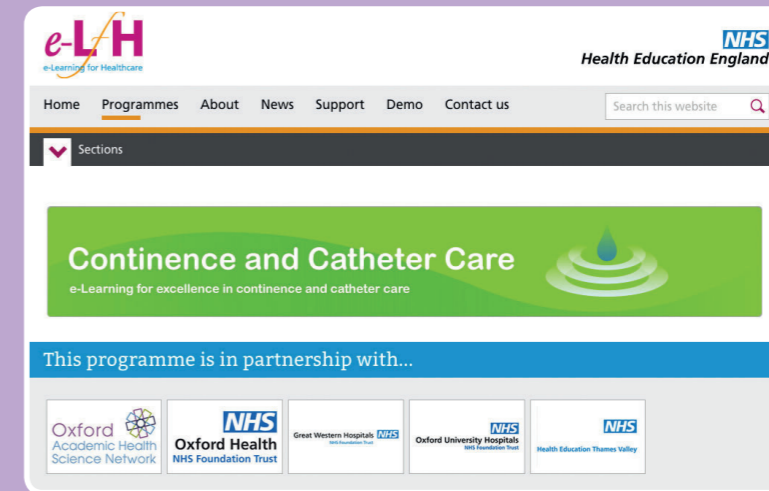 e-LfH
e-Learning for Healthcare
NHS
Health Education England
Home Programmes About News Support Demo Contact us
Search this website
Sections
Continence and Catheter Care
e-Learning for excellence in continence and catheter care
This programme is in partnership with...
Oxford
Academic Health
Science Network
NHS
Oxford Health
NHS Foundation Trust
Great Western Hospitals NHS
NHS Foundation Trust
NHS
Oxford University Hospitals
NHS Foundation Trust
NHS
Health Education Thames Valley